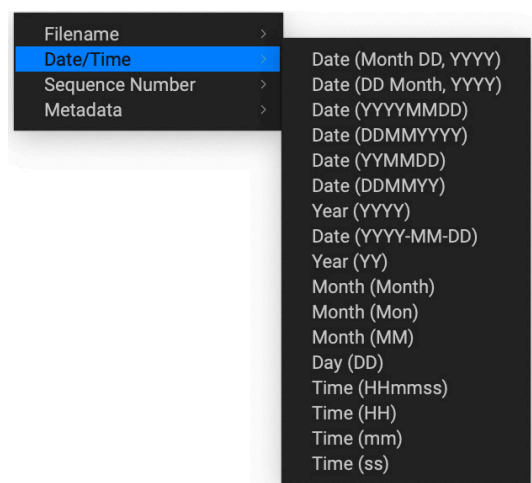 Filename
Date/Time
Sequence Number
Metadata
Date (Month DD, YYYY)
Date (DD Month, YYYY)
Date (YYYYMMDD)
Date (DDMMYYYY)
Date (YYMMDD)
Date (DDMMYY)
Year (YYYY)
Date (YYYY-MM-DD)
Year (YY)
Month (Month)
Month (Mon)
Month (MM)
Day (DD)
Time (HHmmss)
Time (HH)
Time (mm)
Time (ss)